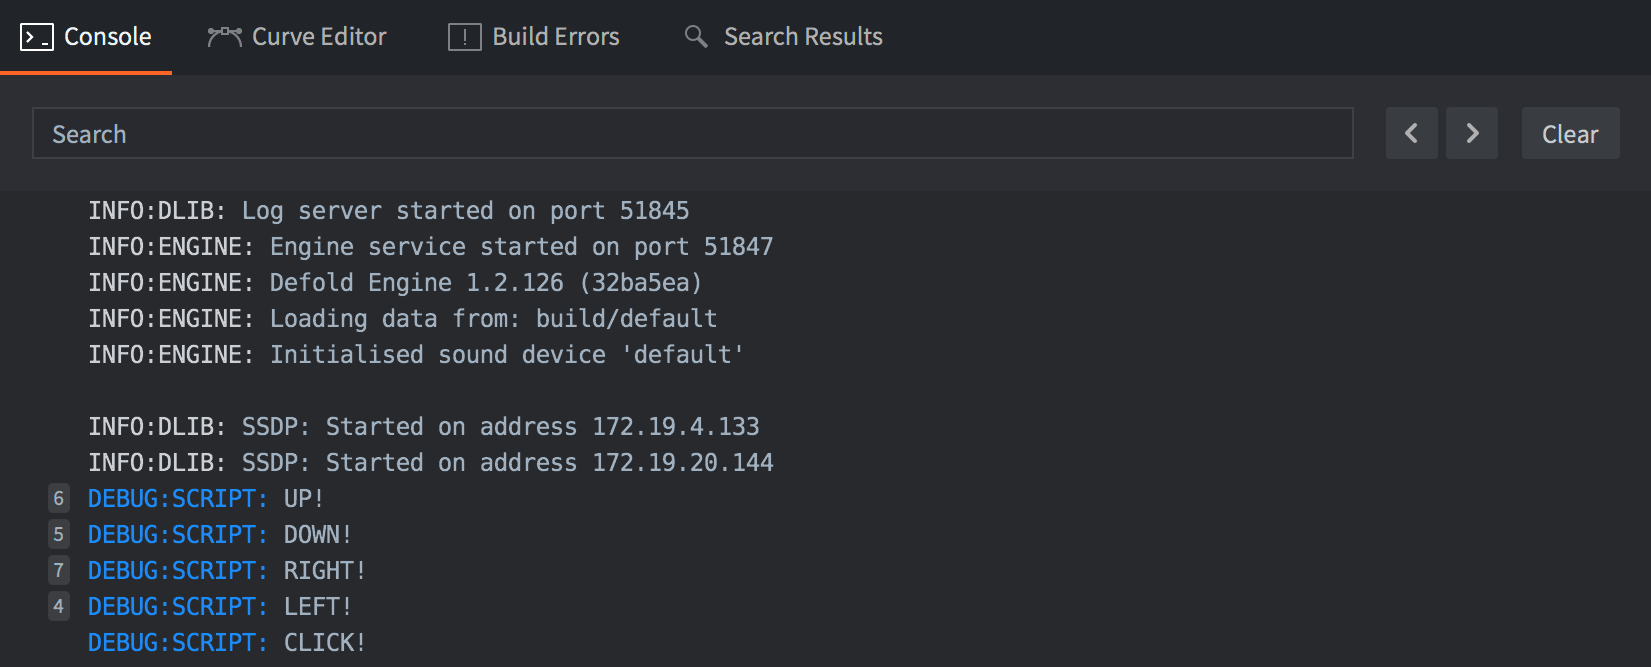 Console Curve Editor Build Errors Search Results
Search Clear
INFO:DLIB: Log server started on port 51845
INFO:ENGINE: Engine service started on port 51847
INFO:ENGINE: Defold Engine 1.2.126 (32ba5ea)
INFO:ENGINE: Loading data from: build/default
INFO:ENGINE: Initialised sound device 'default'
INFO:DLIB: SSDP: Started on address 172.19.4.133
INFO:DLIB: SSDP: Started on address 172.19.20.144
6 DEBUG:SCRIPT: UP!
5 DEBUG:SCRIPT: DOWN!
7 DEBUG:SCRIPT: RIGHT!
4 DEBUG:SCRIPT: LEFT!
DEBUG:SCRIPT: CLICK!